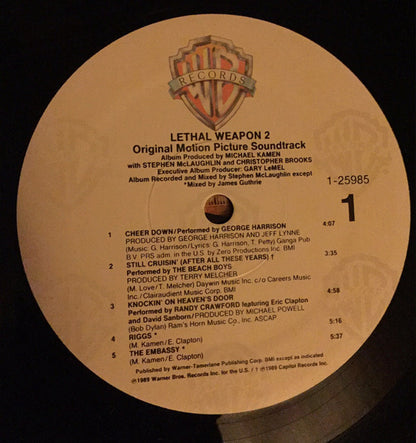 WB
RECORDS
LETHAL WEAPON 2
Original Motion Picture Soundtrack
Album Produced by MICHAEL KAMEN
with STEPHEN McLAUGHLIN and CHRISTOPHER BROOKS
Executive Album Producer: GARY LeMEL
Album Recorded and Mixed by Stephen McLaughlin except
*Mixed by James Guthrie
1-25985
1
1 CHEER DOWN/Performed by GEORGE HARRISON 4:07
PRODUCED BY GEORGE HARRISON AND JEFF LYNNE
(Music: G. Harrison/Lyrics: G. Harrison, T. Petty) Ganga Pub
B.V. PRS adm. in the U.S. by Zero Productions Inc. BMI
2 STILL CRUISIN' (AFTER ALL THESE YEARS) † 3:35
Performed by THE BEACH BOYS
PRODUCED BY TERRY MELCHER
(M. Love/T. Melcher) Daywin Music Inc. c/o Careers Music
Inc./Clairaudient Music Corp. BMI
3 KNOCKIN' ON HEAVEN'S DOOR 4:58
Performed by RANDY CRAWFORD featuring Eric Clapton
and David Sanborn/PRODUCED BY MICHAEL POWELL
(Bob Dylan) Ram's Horn Music Co., Inc. ASCAP
4 RIGGS * 5:16
(M. Kamen/E. Clapton)
5 THE EMBASSY * 5:37
(M. Kamen/E. Clapton)
Published by Warner-Tamerlane Publishing Corp. BMI except as indicated
℗1989 Warner Bros. Records Inc. for the U.S. / † ℗1989 Capitol Records Inc.